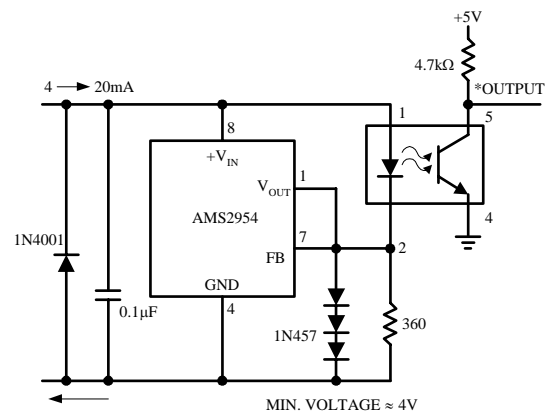 +5V
4.7kΩ
4 → 20mA
*OUTPUT
1
5
8
+VIN
1
VOUT
AMS2954
1N4001
4
7
2
FB
GND
0.1μF
4
1N457
360
MIN. VOLTAGE ≈ 4V